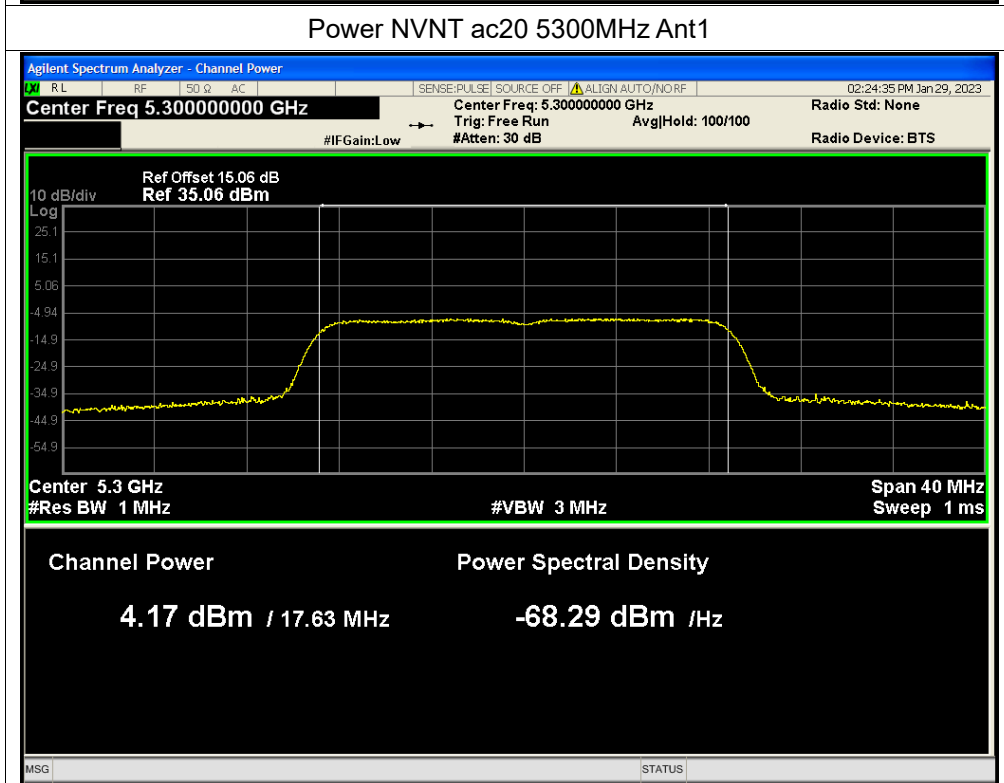 Power NVNT ac20 5300MHz Ant1
Agilent Spectrum Analyzer - Channel Power
LXI RL RF 50 Ω AC SENSE:PULSE SOURCE OFF ALIGN AUTO/NO RF 02:24:35 PM Jan 29, 2023
Center Freq 5.300000000 GHz Center Freq: 5.300000000 GHz Radio Std: None
Trig: Free Run Avg|Hold: 100/100
#IFGain:Low #Atten: 30 dB Radio Device: BTS
Ref Offset 15.06 dB
10 dB/div Ref 35.06 dBm
Log
25.1
15.1
5.06
-4.94
-14.9
-24.9
-34.9
-44.9
-54.9
Center 5.3 GHz Span 40 MHz
#Res BW 1 MHz #VBW 3 MHz Sweep 1 ms
Channel Power Power Spectral Density
4.17 dBm / 17.63 MHz -68.29 dBm /Hz
MSG STATUS